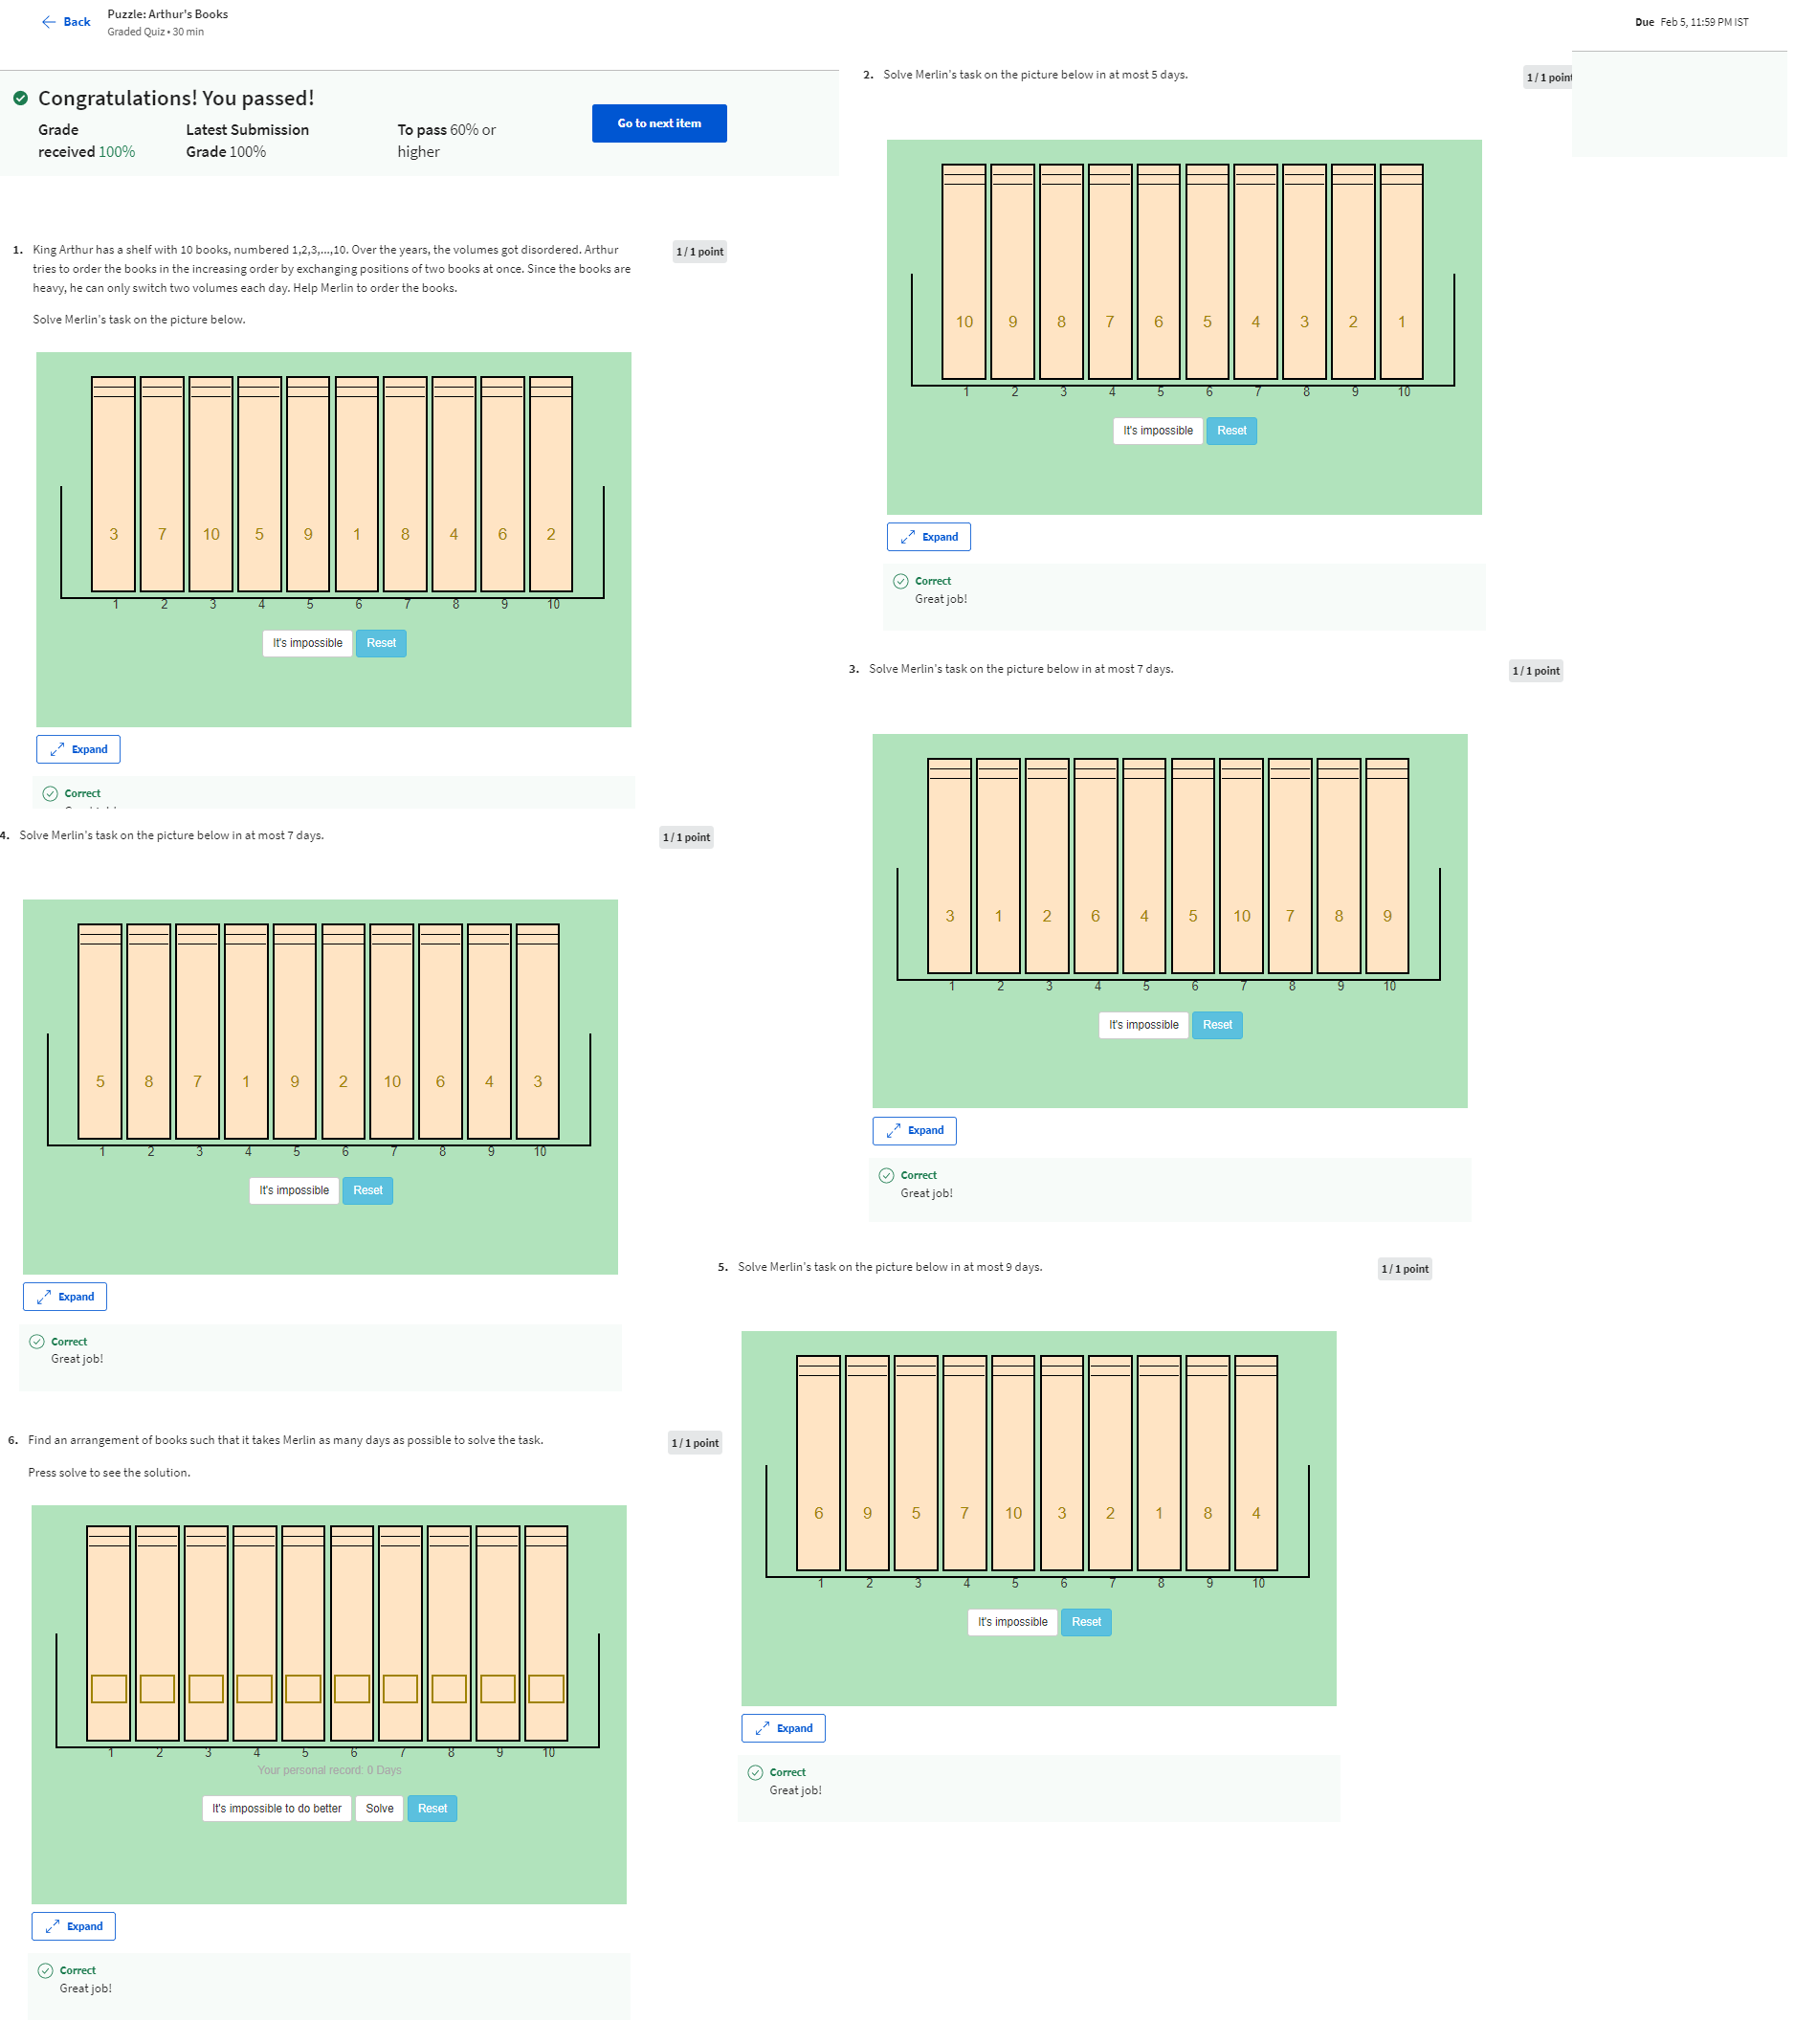 Back
Puzzle: Arthur's Books
Graded Quiz • 30 min
Due Feb 5, 11:59 PM IST
Congratulations! You passed!
Grade
received 100%
Latest Submission
Grade 100%
To pass 60% or
higher
Go to next item
1. King Arthur has a shelf with 10 books, numbered 1,2,3,...,10. Over the years, the volumes got disordered. Arthur
tries to order the books in the increasing order by exchanging positions of two books at once. Since the books are
heavy, he can only switch two volumes each day. Help Merlin to order the books.
1 / 1 point
Solve Merlin's task on the picture below.
3 7 10 5 9 1 8 4 6 2
1 2 3 4 5 6 7 8 9 10
It's impossible Reset
Expand
Correct
2. Solve Merlin's task on the picture below in at most 5 days.
1 / 1 point
10 9 8 7 6 5 4 3 2 1
1 2 3 4 5 6 7 8 9 10
It's impossible Reset
Expand
Correct
Great job!
3. Solve Merlin's task on the picture below in at most 7 days.
1 / 1 point
3 1 2 6 4 5 10 7 8 9
1 2 3 4 5 6 7 8 9 10
It's impossible Reset
Expand
Correct
Great job!
4. Solve Merlin's task on the picture below in at most 7 days.
1 / 1 point
5 8 7 1 9 2 10 6 4 3
1 2 3 4 5 6 7 8 9 10
It's impossible Reset
Expand
Correct
Great job!
5. Solve Merlin's task on the picture below in at most 9 days.
1 / 1 point
6 9 5 7 10 3 2 1 8 4
1 2 3 4 5 6 7 8 9 10
It's impossible Reset
Expand
Correct
Great job!
6. Find an arrangement of books such that it takes Merlin as many days as possible to solve the task.
1 / 1 point
Press solve to see the solution.
1 2 3 4 5 6 7 8 9 10
Your personal record: 0 Days
It's impossible to do better Solve Reset
Expand
Correct
Great job!